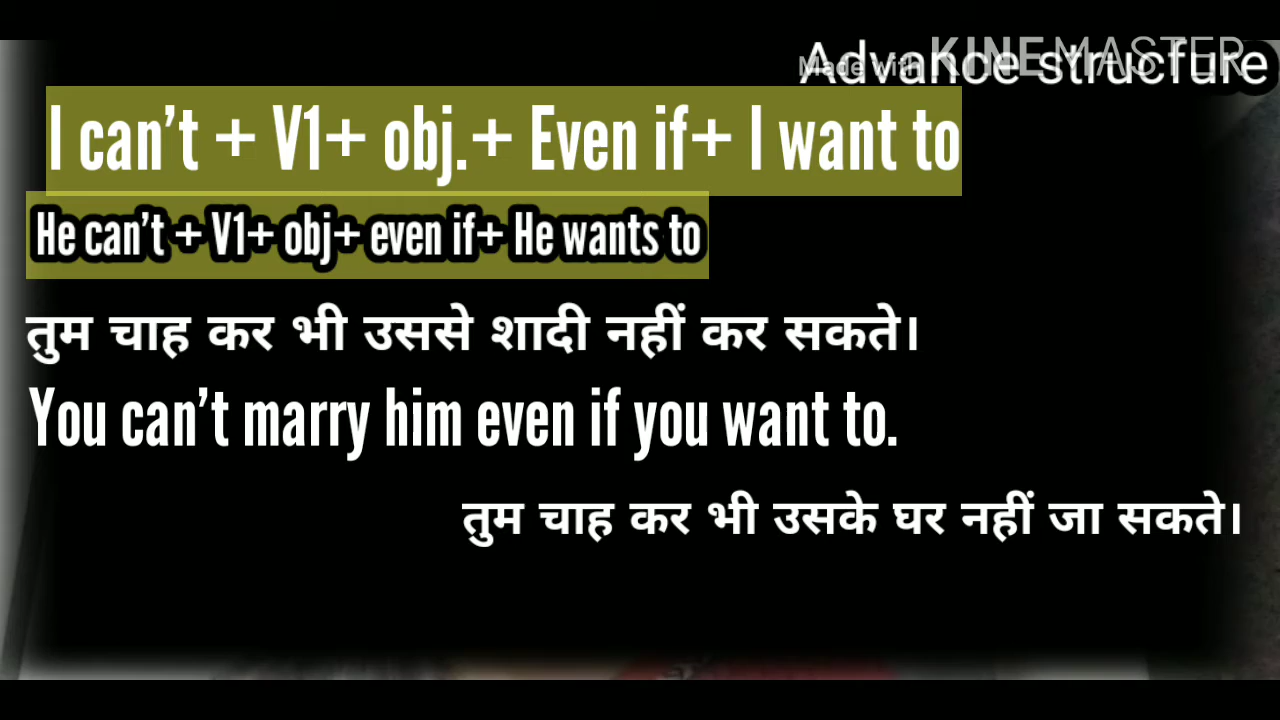 Advance structure
Made with KINEMASTER
I can’t + V1+ obj.+ Even if+ I want to
He can’t + V1+ obj+ even if+ He wants to
तुम चाह कर भी उससे शादी नहीं कर सकते।
You can’t marry him even if you want to.
तुम चाह कर भी उसके घर नहीं जा सकते।